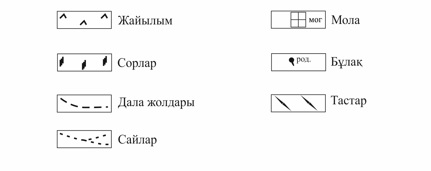 Жайылым
Сорлар
Дала жолдары
Сайлар
мог Мола
род. Бұлақ
Тастар